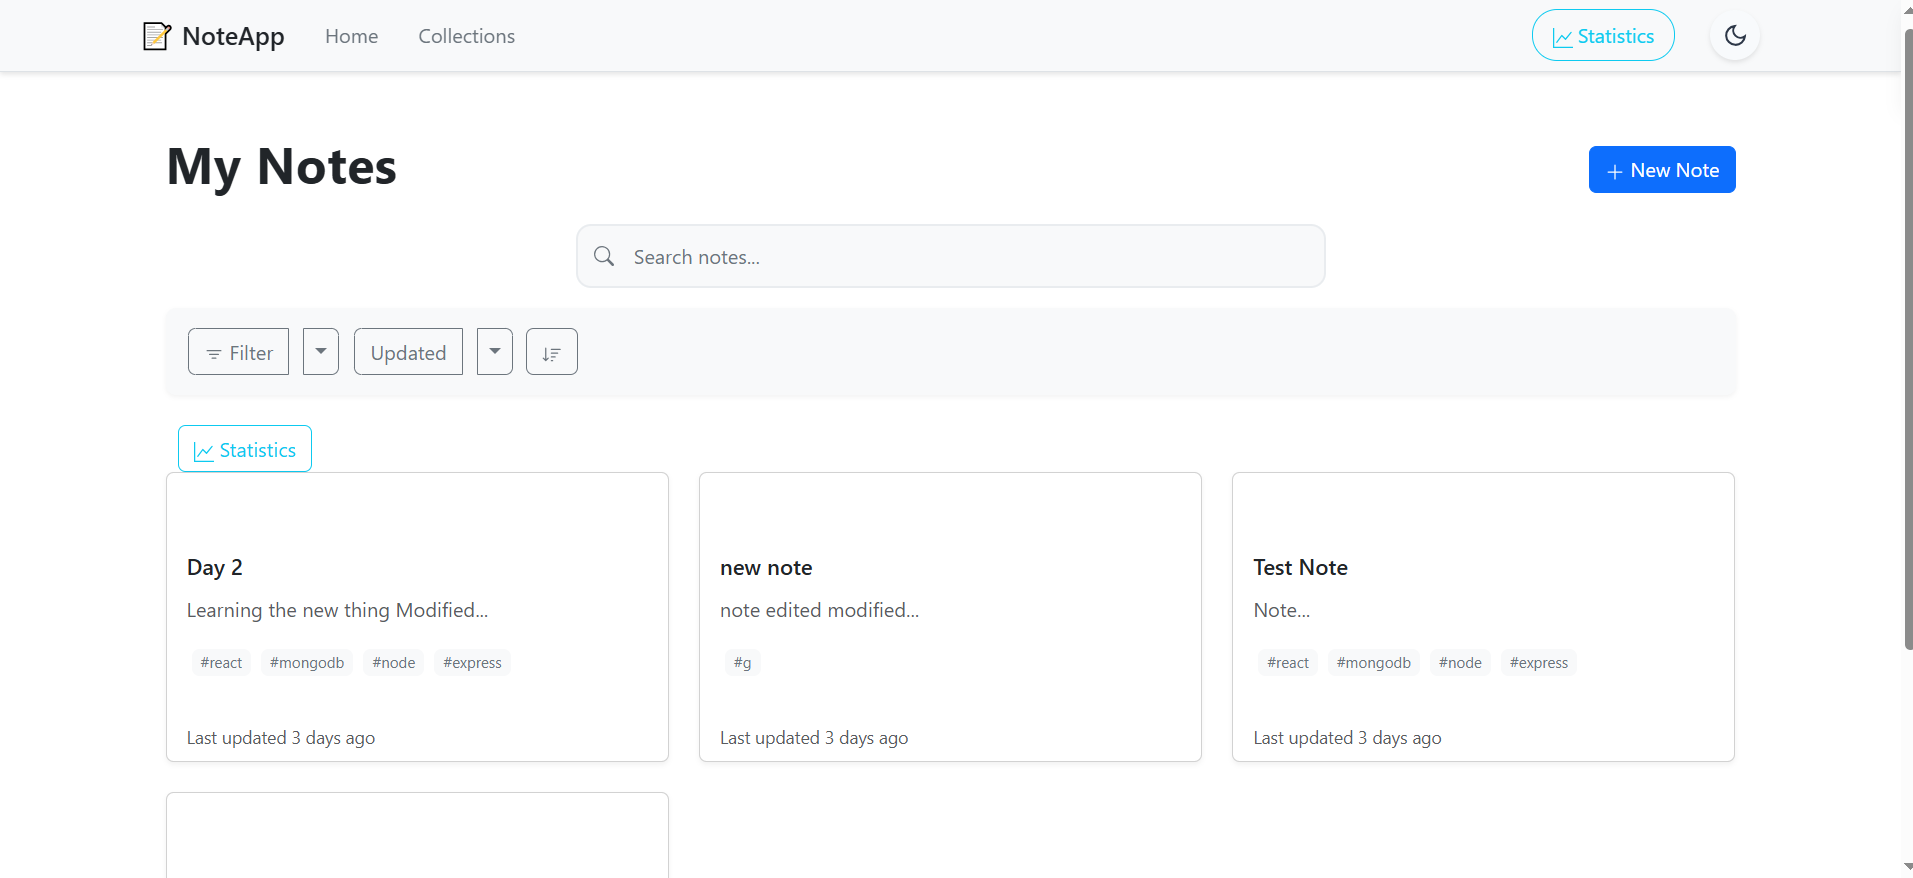 NoteApp Home Collections Statistics
My Notes
New Note
Search notes...
Filter Updated
Statistics
Day 2
Learning the new thing Modified...
#react #mongodb #node #express
Last updated 3 days ago
new note
note edited modified...
#g
Last updated 3 days ago
Test Note
Note...
#react #mongodb #node #express
Last updated 3 days ago